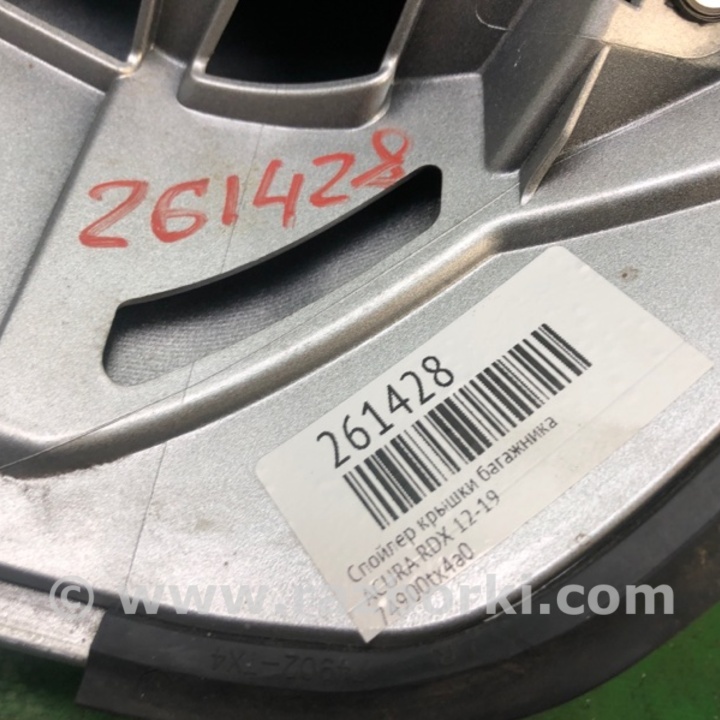 261428
261428
Спойлер крышки багажника
ACURA RDX 12-19
74900tx4a0